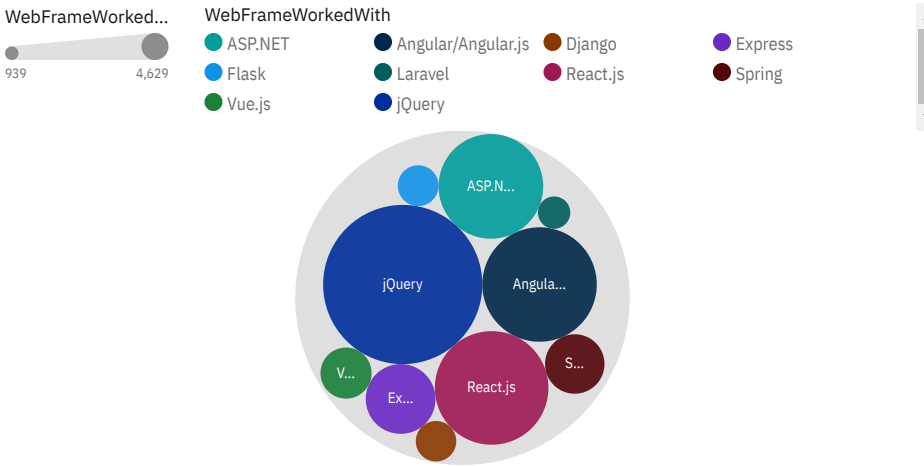 WebFrameWorked...
939
4,629
WebFrameWorkedWith
ASP.NET
Angular/Angular.js
Django
Express
Flask
Laravel
React.js
Spring
Vue.js
jQuery
ASP.N...
jQuery
Angula...
V...
Ex...
React.js
S...